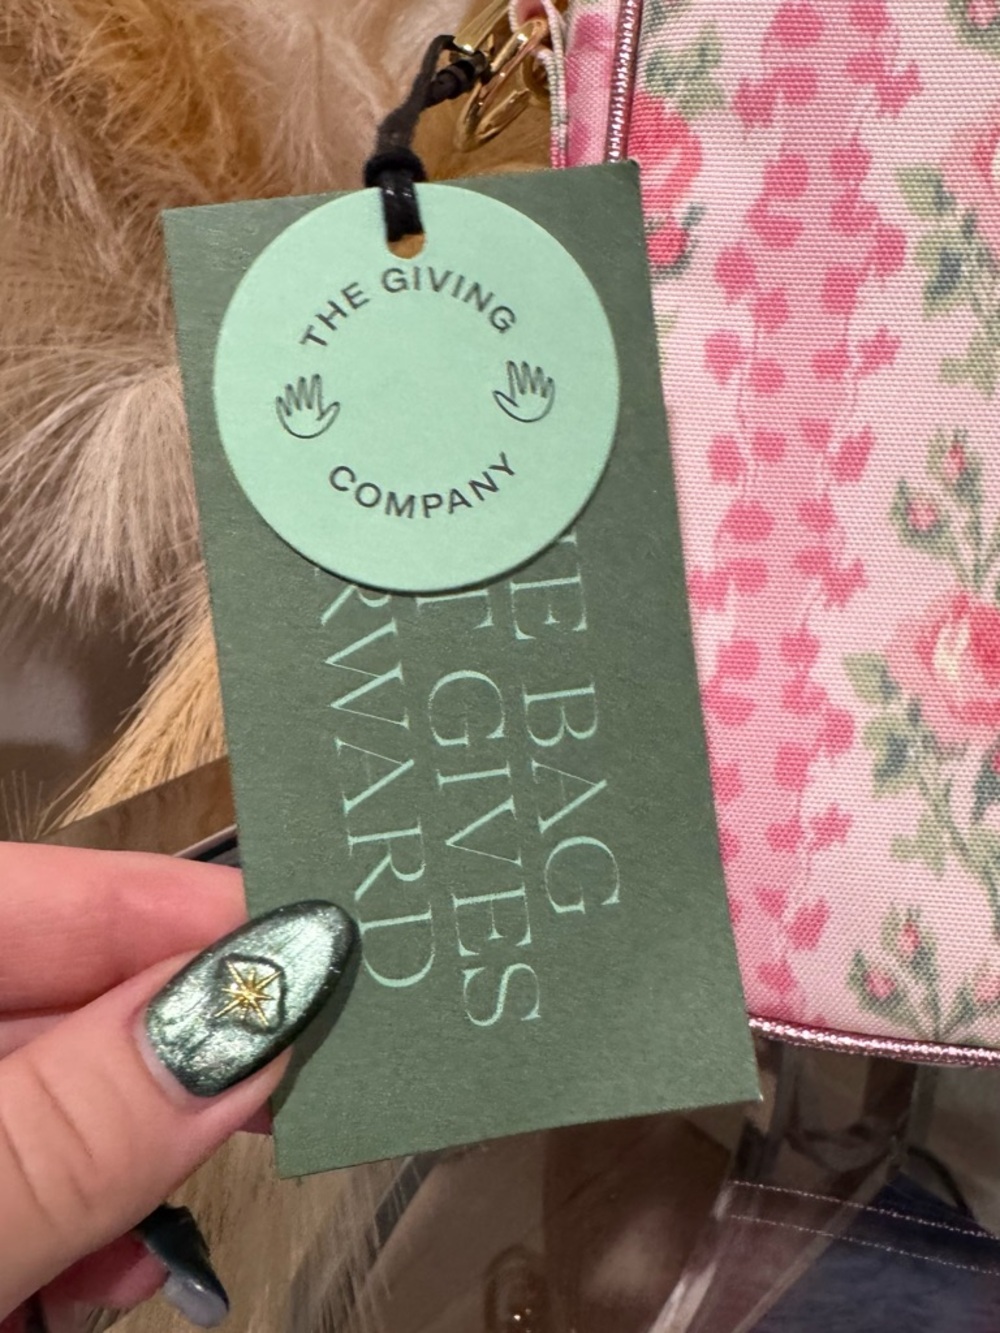 THE GIVING
COMPANY
BAG
GIVES